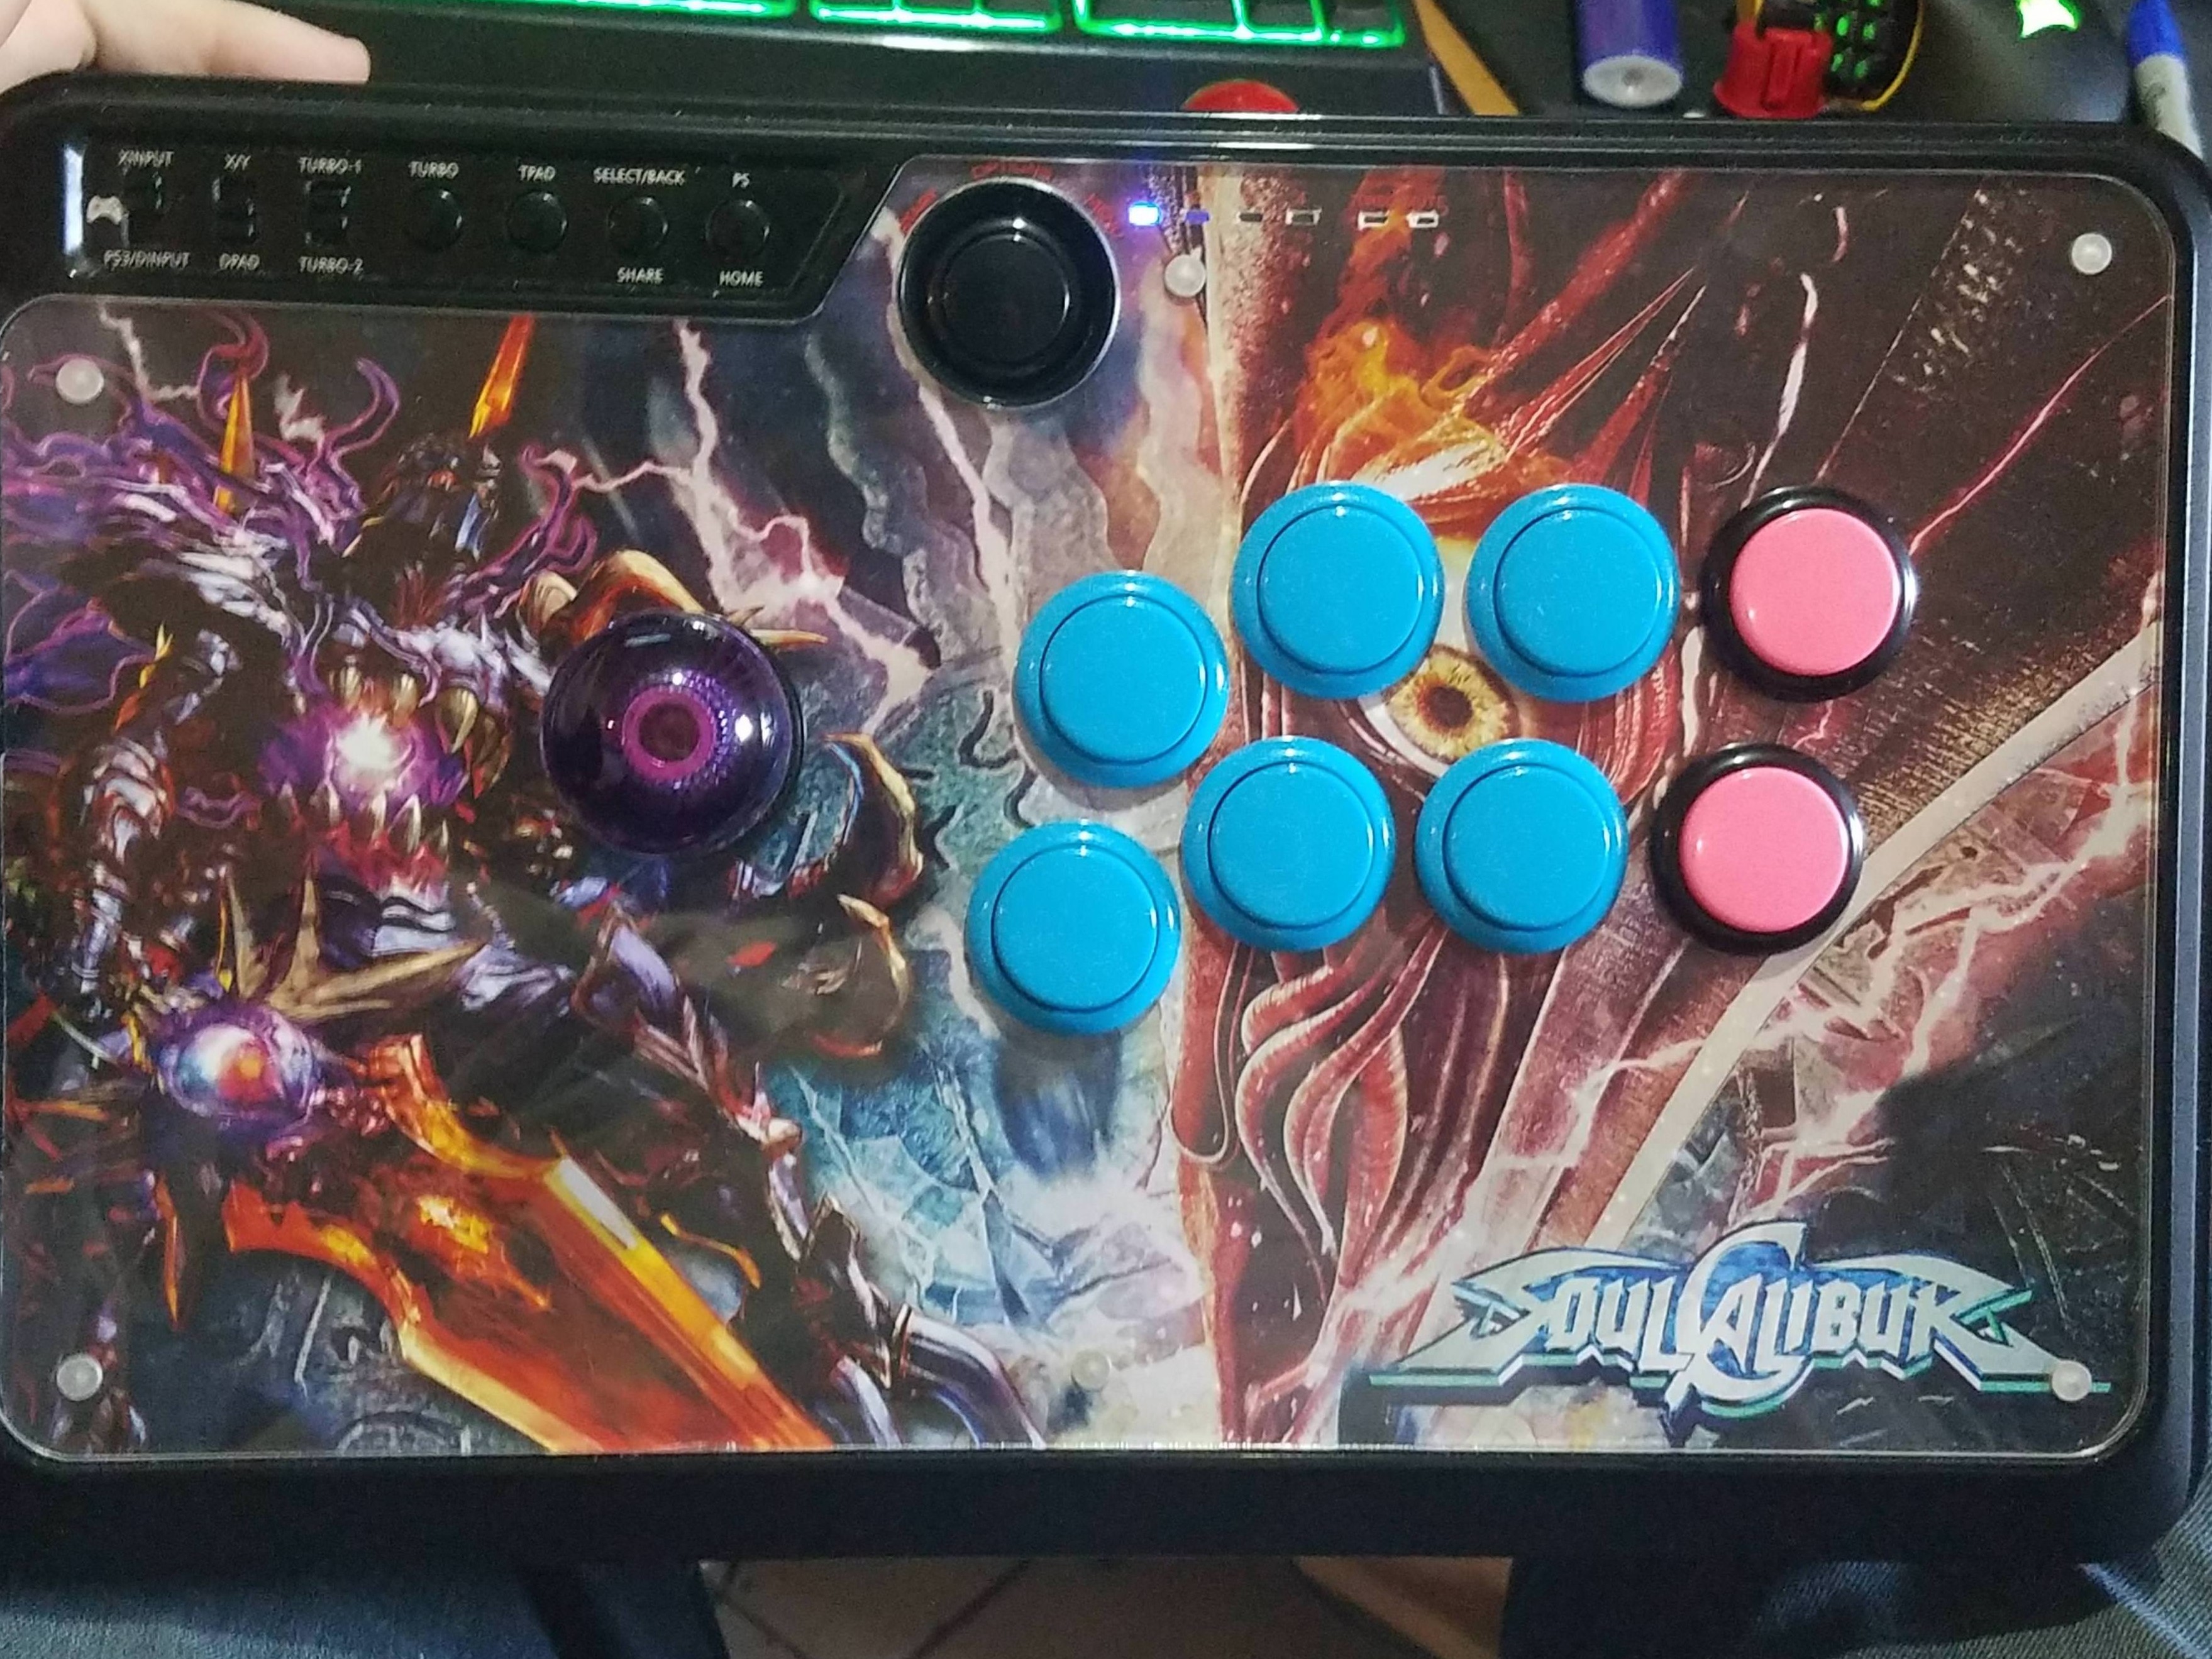 XINPUT
X/Y
TURBO-1
TURBO
TPAD
SELECT/BACK
PS
PS3/DINPUT
DPAD
TURBO-2
SHARE
HOME
SOULCALIBUR